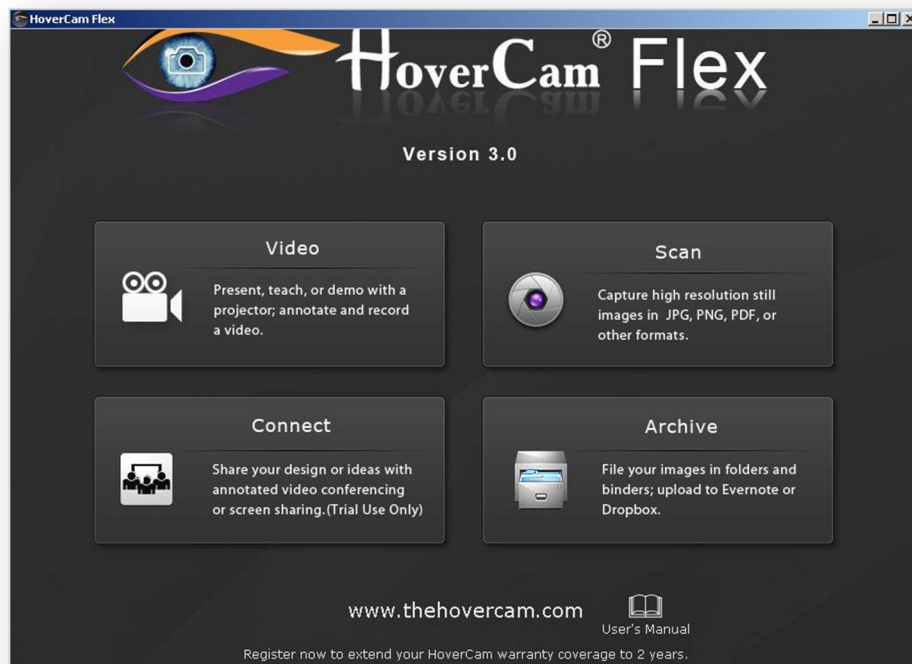 HoverCam Flex
HoverCam® Flex
Version 3.0
Video
Present, teach, or demo with a
projector; annotate and record
a video.
Scan
Capture high resolution still
images in JPG, PNG, PDF, or
other formats.
Connect
Share your design or ideas with
annotated video conferencing
or screen sharing.(Trial Use Only)
Archive
File your images in folders and
binders; upload to Evernote or
Dropbox.
www.thehovercam.com
User's Manual
Register now to extend your HoverCam warranty coverage to 2 years.